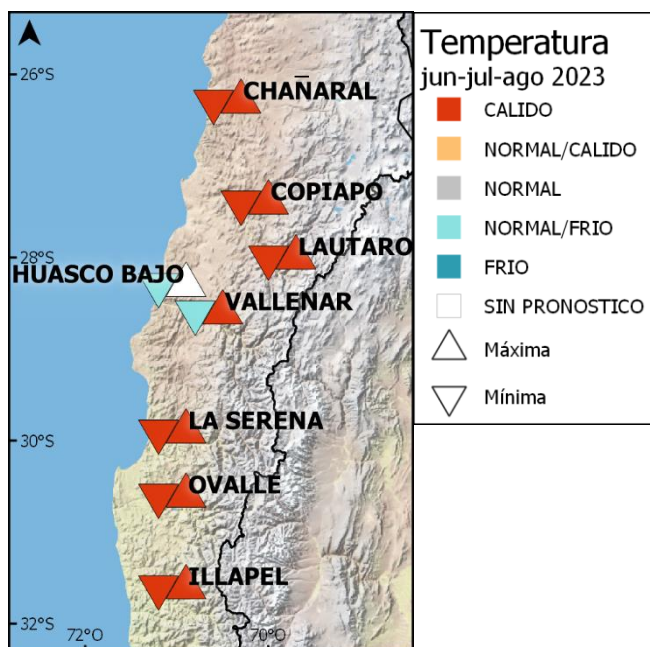 26°S
28°S
30°S
32°S
72°O
70°O
CHAÑARAL
COPIAPO
LAUTARO
HUASCO BAJO
VALLENAR
LA SERENA
OVALLE
ILLAPEL
Temperatura
jun-jul-ago 2023
CALIDO
NORMAL/CALIDO
NORMAL
NORMAL/FRIO
FRIO
SIN PRONOSTICO
Máxima
Mínima